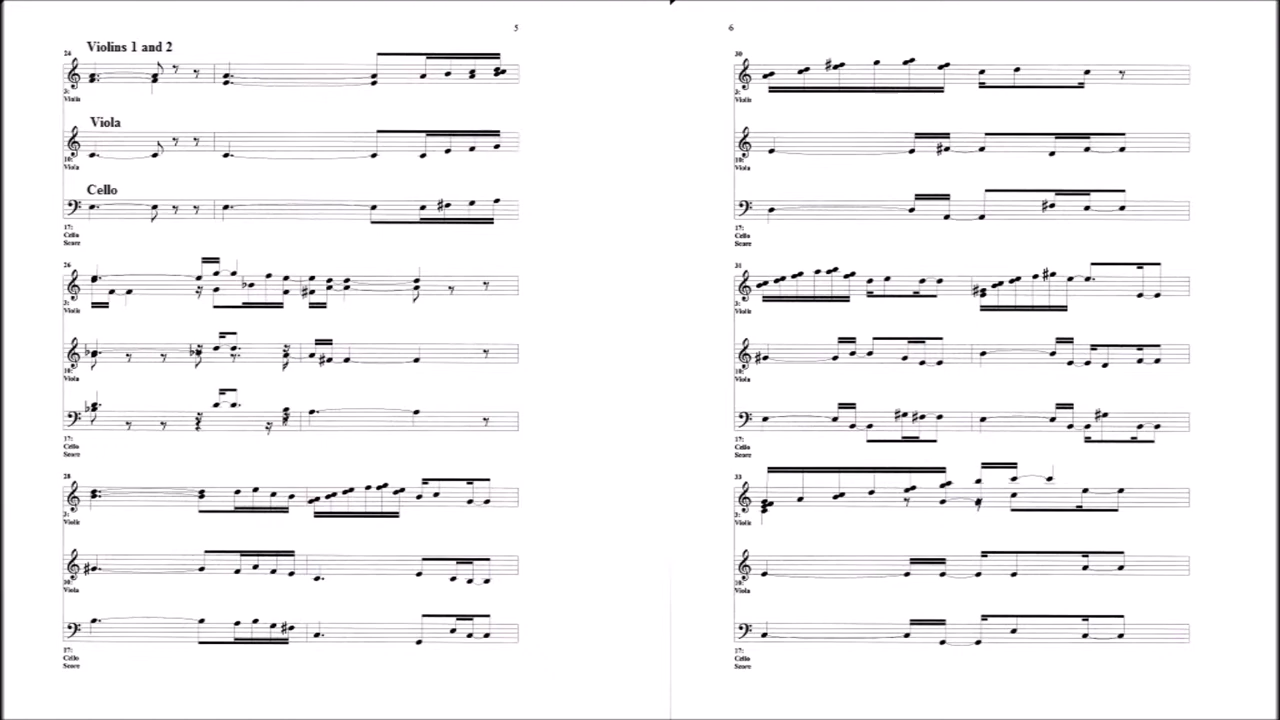 5
Violins 1 and 2
24
3:
Violin
Viola
10:
Viola
Cello
17:
Cello
Score
26
3:
Violin
10:
Viola
17:
Cello
Score
28
3:
Violin
10:
Viola
17:
Cello
Score
6
30
3:
Violin
10:
Viola
17:
Cello
Score
31
3:
Violin
10:
Viola
17:
Cello
Score
33
3:
Violin
10:
Viola
17:
Cello
Score